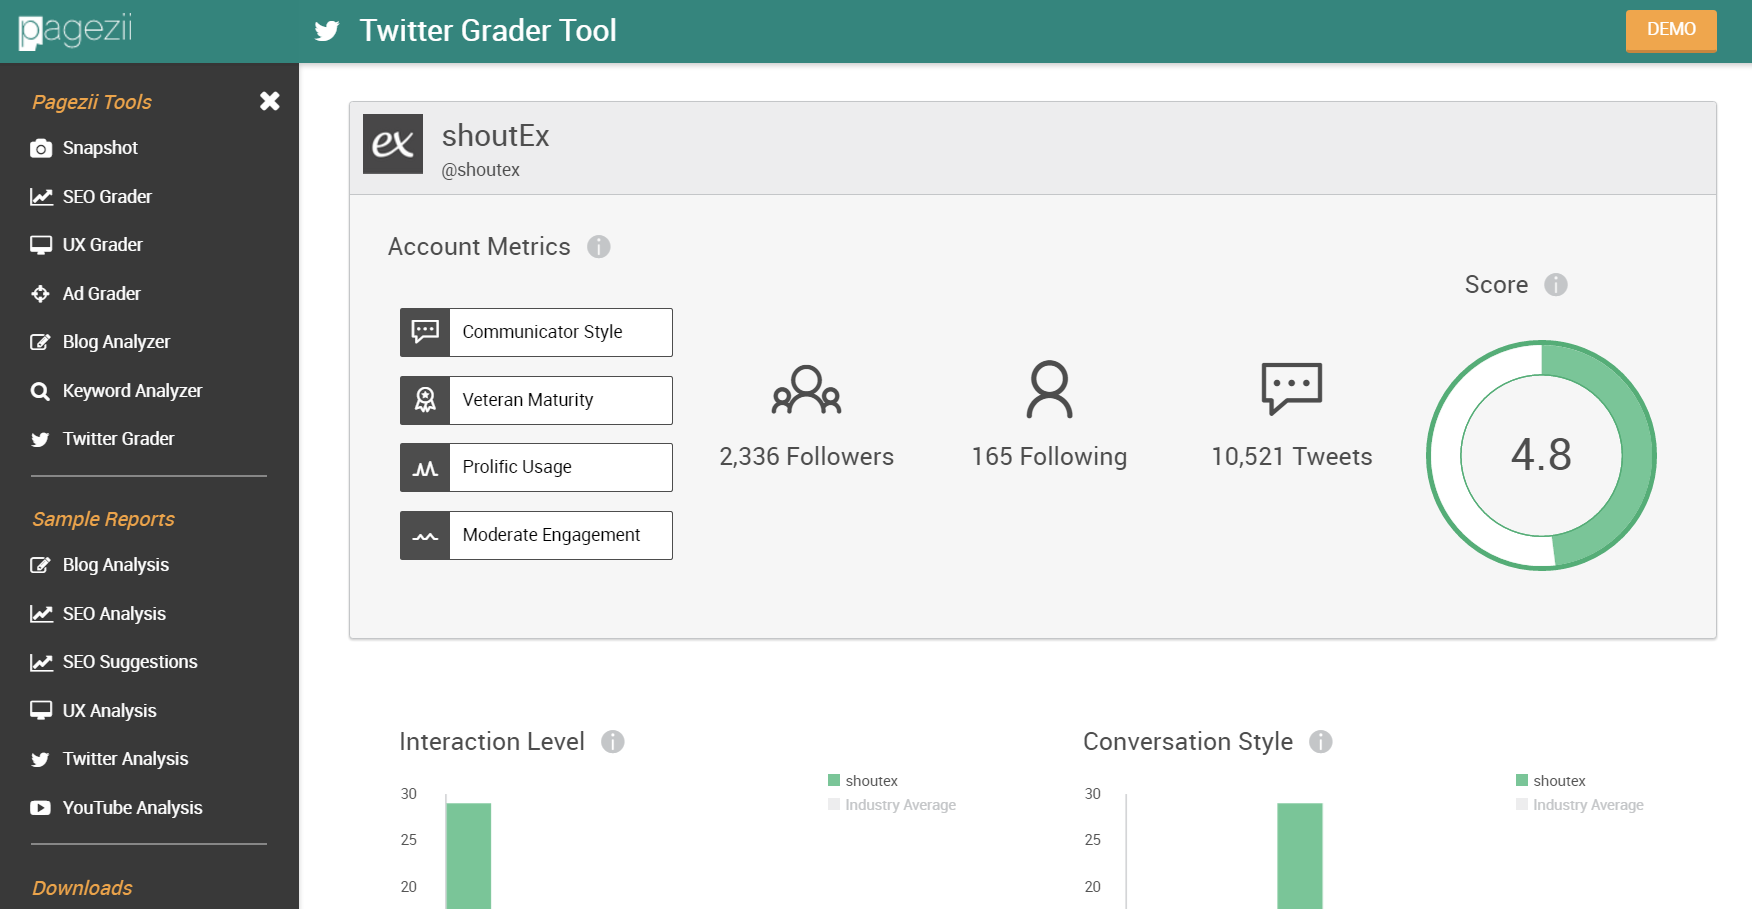 pagezii
Twitter Grader Tool
DEMO
Pagezii Tools
Snapshot
SEO Grader
UX Grader
Ad Grader
Blog Analyzer
Keyword Analyzer
Twitter Grader
Sample Reports
Blog Analysis
SEO Analysis
SEO Suggestions
UX Analysis
Twitter Analysis
YouTube Analysis
Downloads
ex
shoutEx
@shoutex
Account Metrics
Communicator Style
Veteran Maturity
Prolific Usage
Moderate Engagement
2,336 Followers
165 Following
10,521 Tweets
Score
4.8
Interaction Level
shoutex
Industry Average
30
25
20
Conversation Style
shoutex
Industry Average
30
25
20